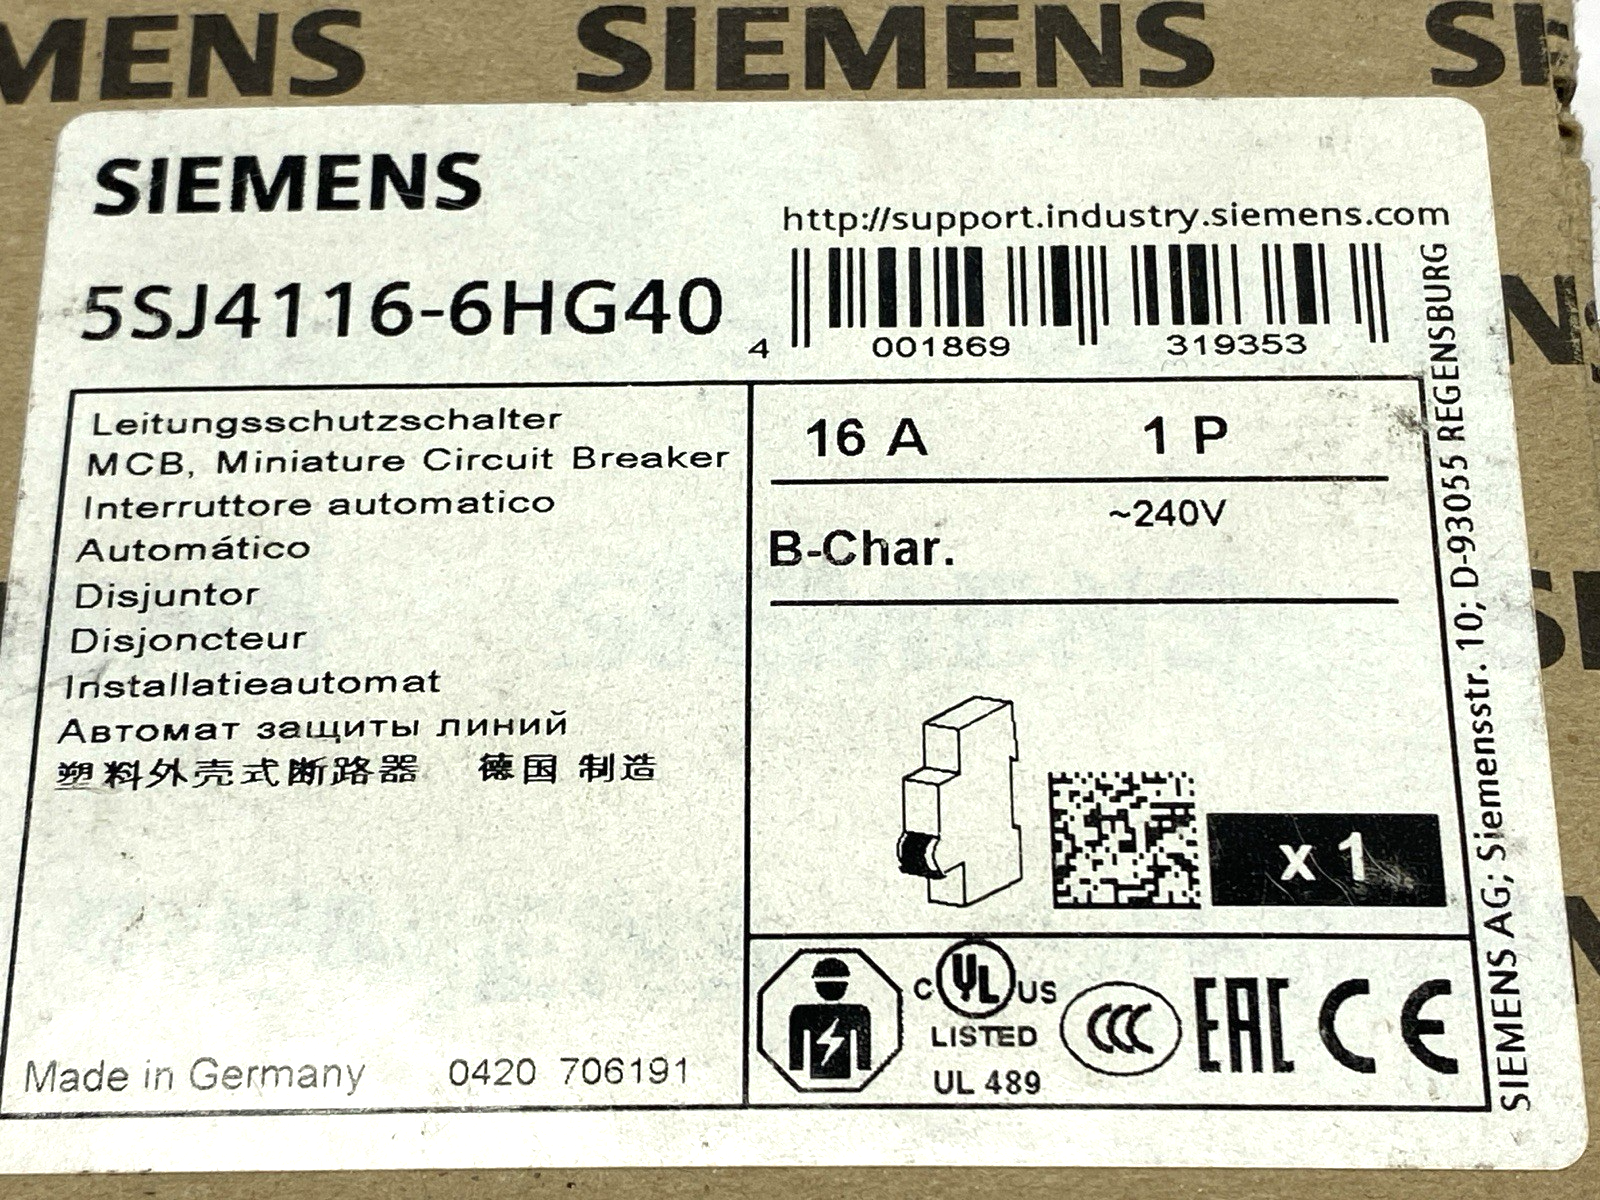 SIEMENS
SIEMENS
5SJ4116-6HG40
http://support.industry.siemens.com
4 001869 319353
Leitungsschutzschalter
MCB, Miniature Circuit Breaker
Interruttore automatico
Automático
Disjuntor
Disjoncteur
Installatieautomat
Автомат защиты линий
塑料外壳式断路器 德国 制造
Made in Germany 0420 706191
16 A 1 P
~240V
B-Char.
x 1
C UL US
LISTED
UL 489
CCC
EAC
CE
SIEMENS AG; Siemensstr. 10; D-93055 REGENSBURG